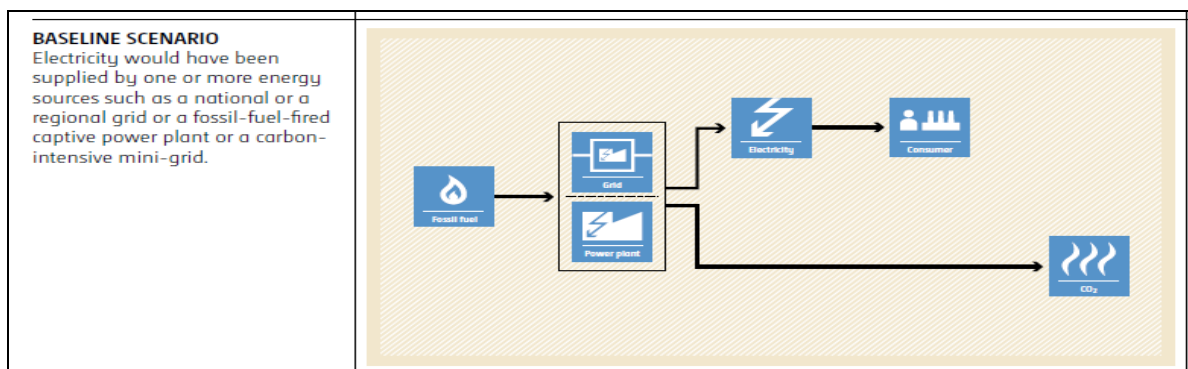 BASELINE SCENARIO
Electricity would have been
supplied by one or more energy
sources such as a national or a
regional grid or a fossil-fuel-fired
captive power plant or a carbon-
intensive mini-grid.
Electricity
Consumer
Grid
Fossil fuel
Power plant
CO₂